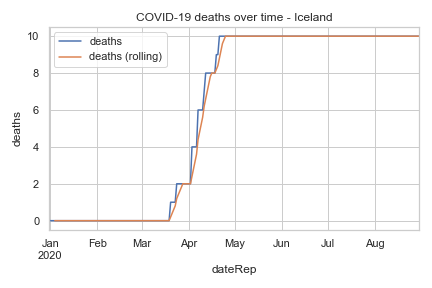 COVID-19 deaths over time - Iceland
deaths
deaths (rolling)
deaths
10
8
6
4
2
0
Jan Feb Mar Apr May Jun Jul Aug
2020
dateRep